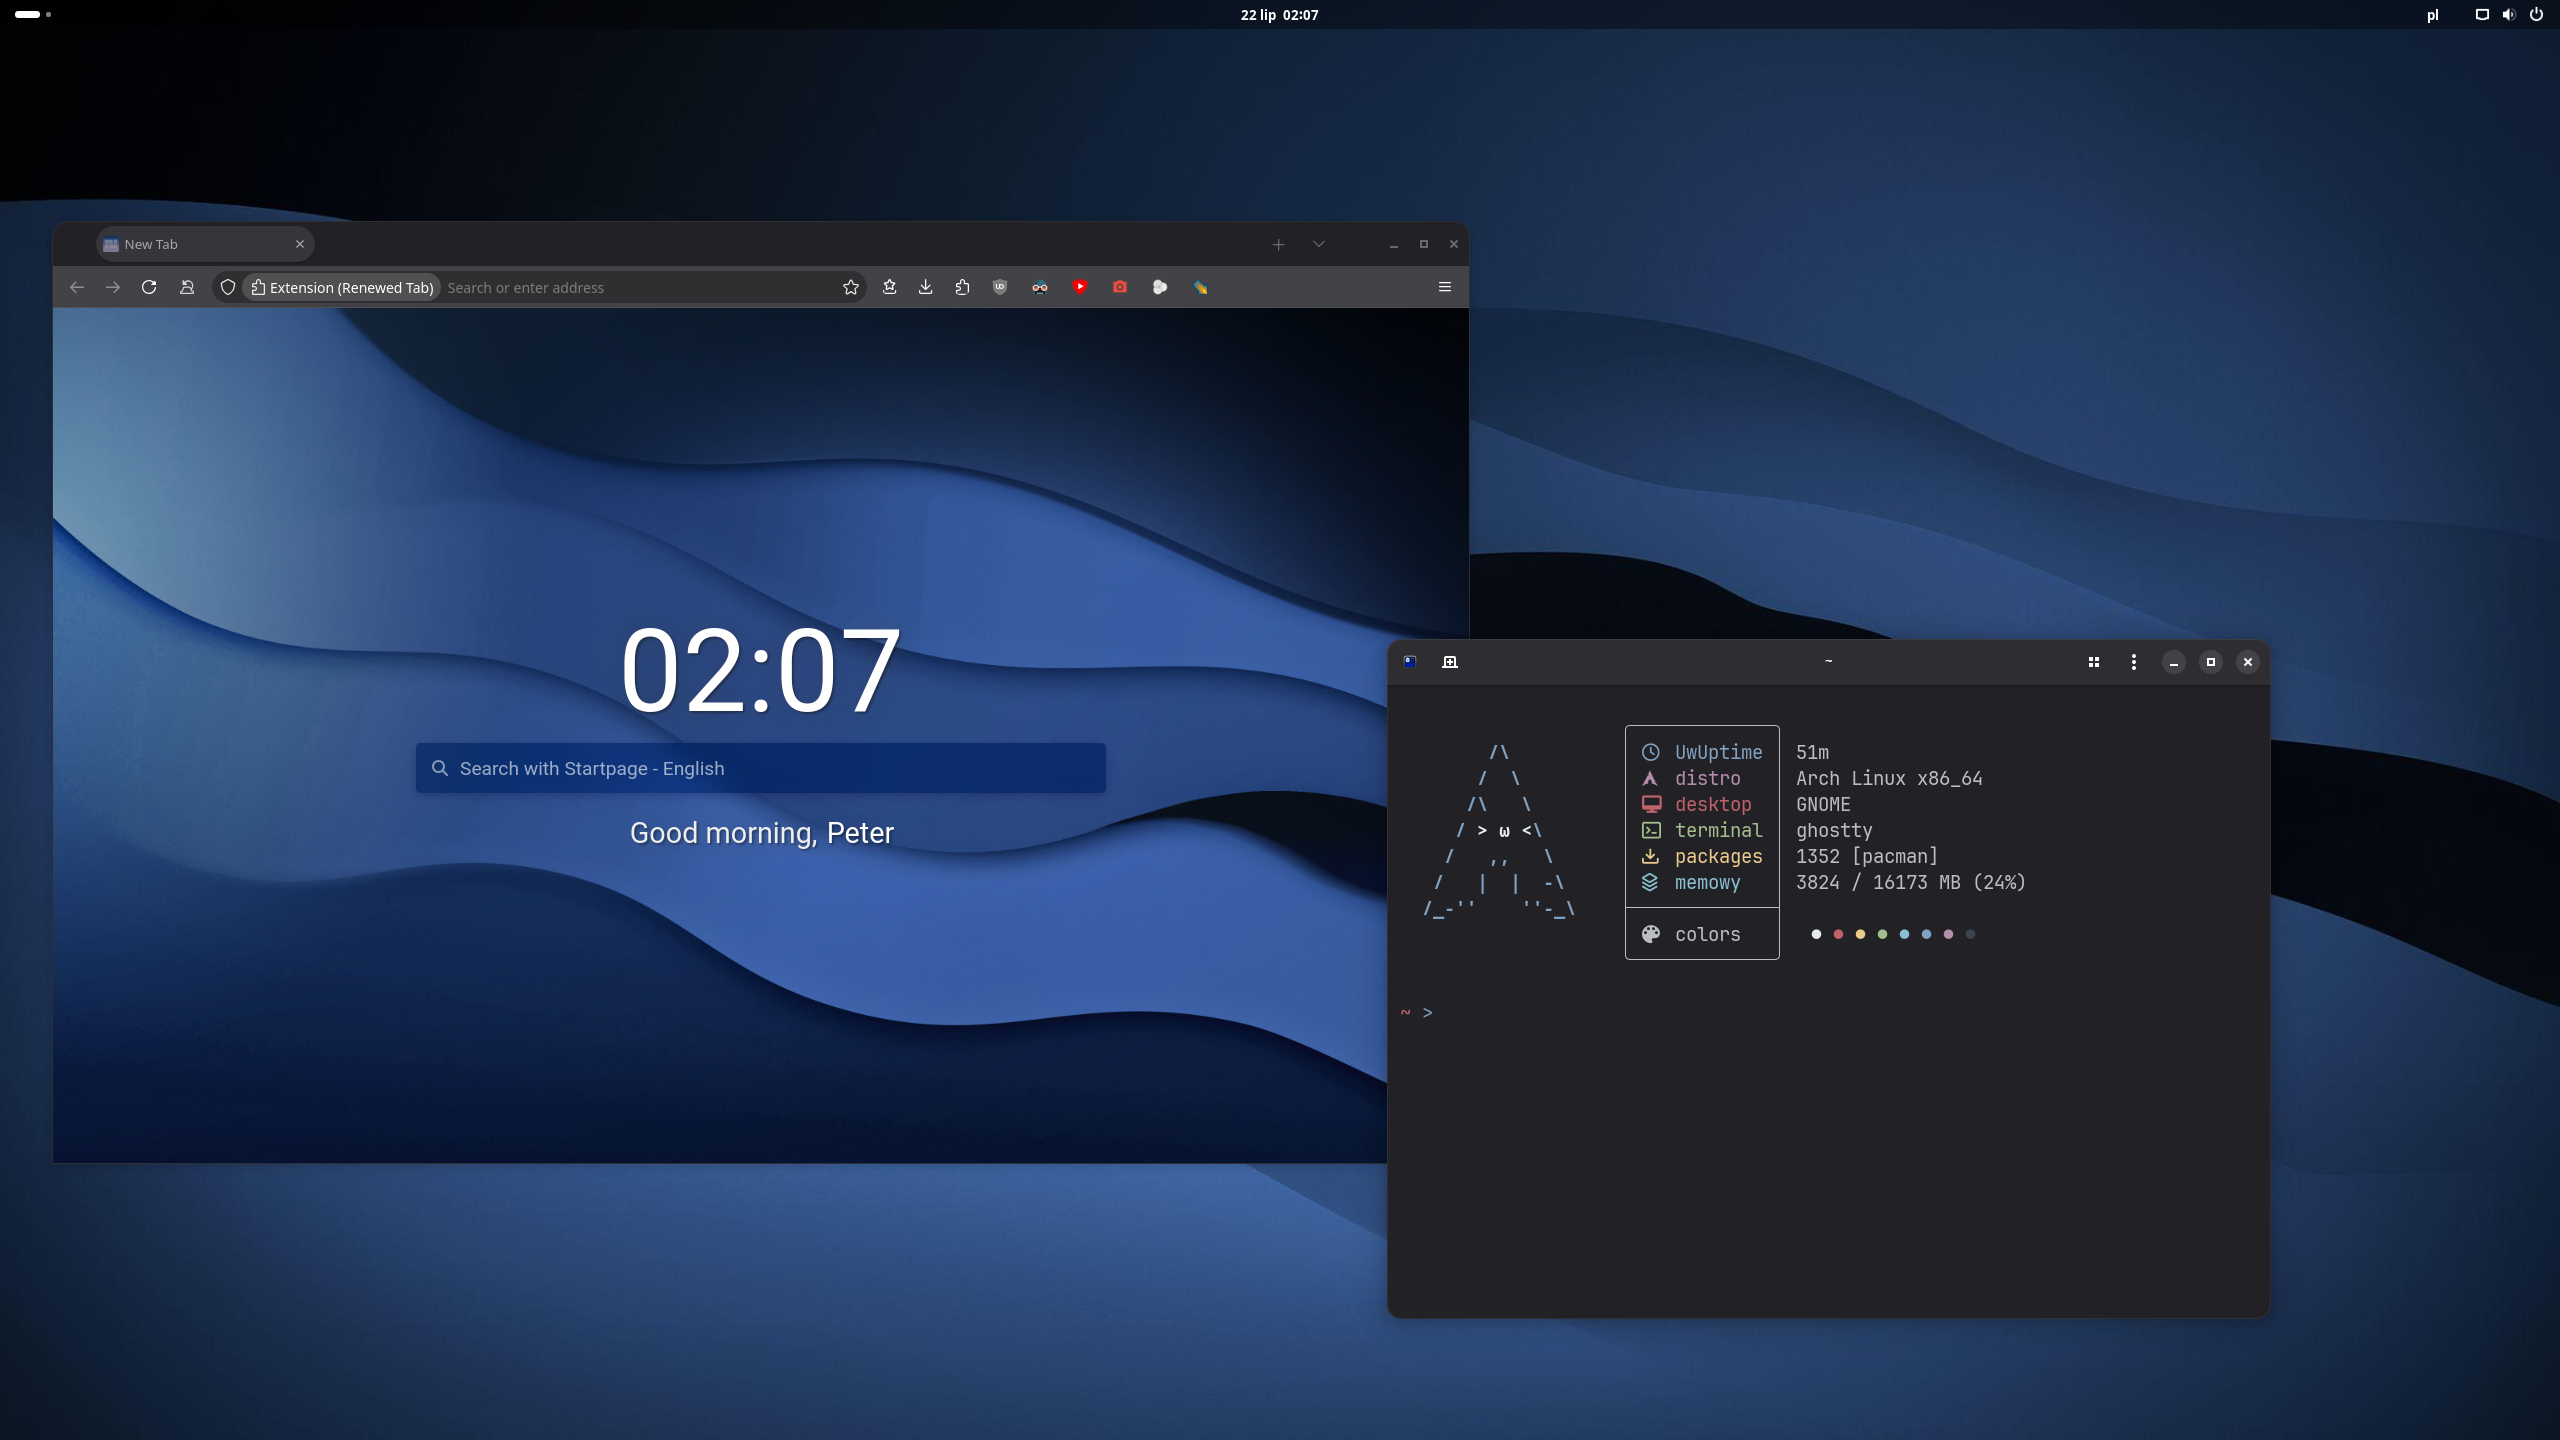 22 lip 02:07
pl
New Tab
Extension (Renewed Tab) Search or enter address
02:07
Search with Startpage - English
Good morning, Peter
~
/\
/  \
/\   \
/ > ω <\
/   ,,   \
/   |  |  -\
/_-''    ''-_\
UwUptime 51m
distro Arch Linux x86_64
desktop GNOME
terminal ghostty
packages 1352 [pacman]
memowy 3824 / 16173 MB (24%)
colors
~ >